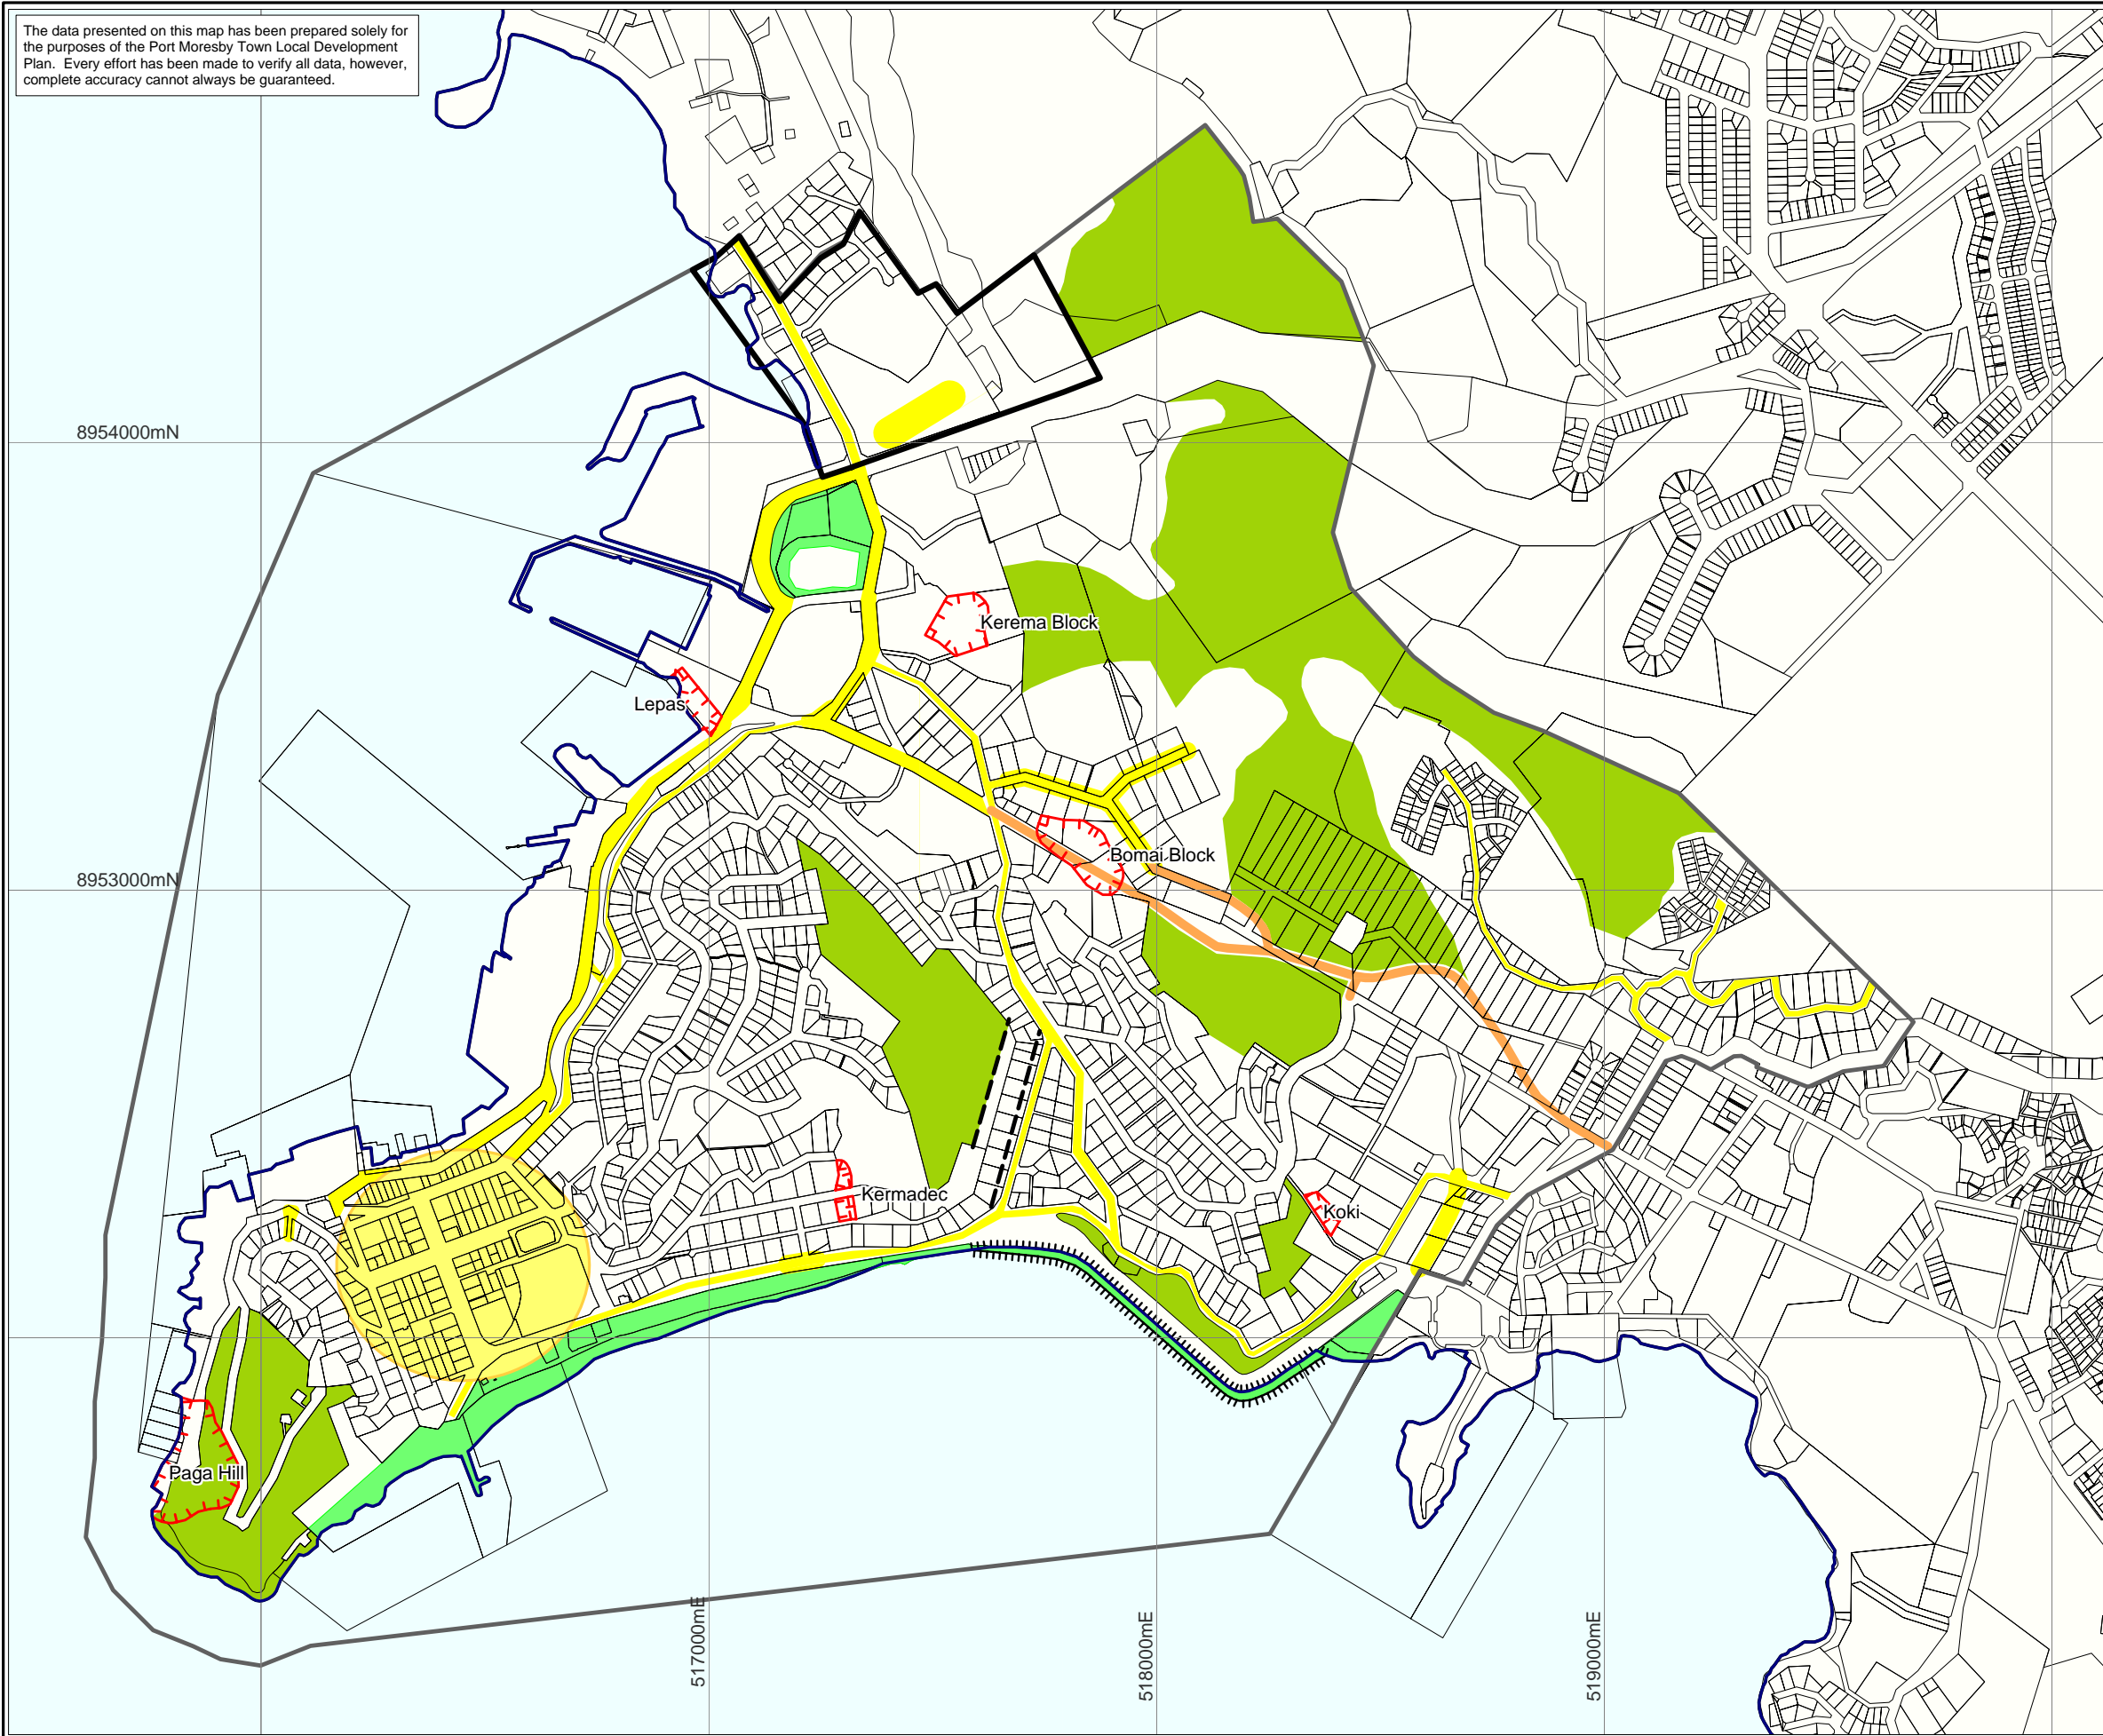 The data presented on this map has been prepared solely for
the purposes of the Port Moresby Town Local Development
Plan. Every effort has been made to verify all data, however,
complete accuracy cannot always be guaranteed.
8954000mN
Kerema Block
Lepas
Bomai Block
8953000mN
Kermadec
Koki
Paga Hill
517000mE
518000mE
519000mE